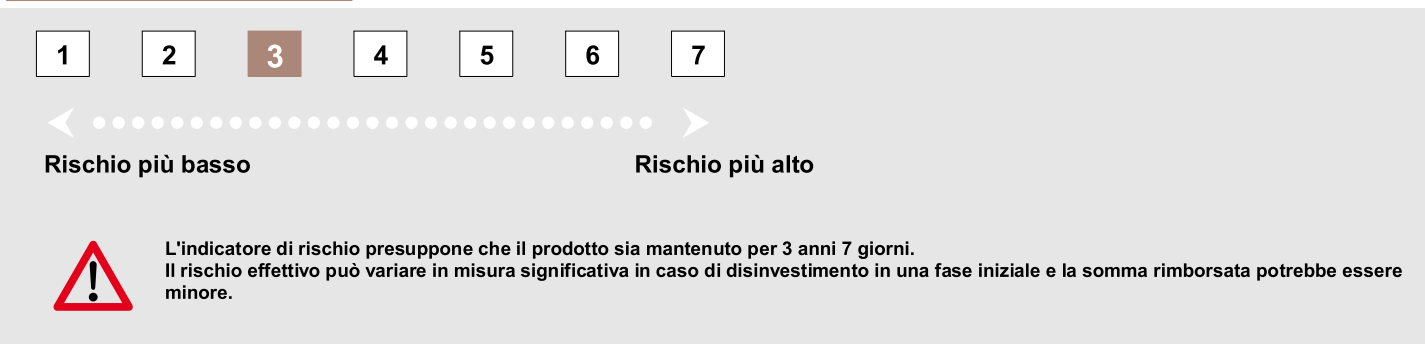 1 2 3 4 5 6 7
Rischio più basso Rischio più alto
L'indicatore di rischio presuppone che il prodotto sia mantenuto per 3 anni 7 giorni.
Il rischio effettivo può variare in misura significativa in caso di disinvestimento in una fase iniziale e la somma rimborsata potrebbe essere
minore.